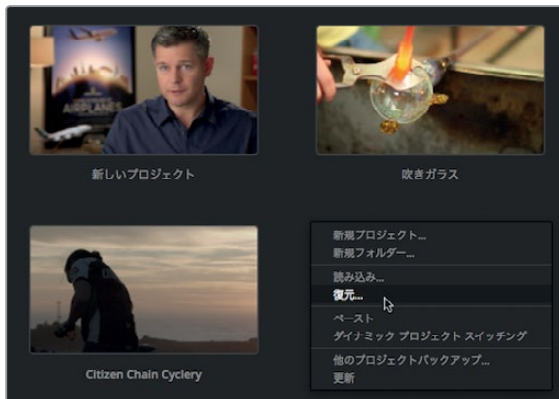 AIRPLANES
新しいプロジェクト
吹きガラス
Citizen Chain Cyclery
新規プロジェクト...
新規フォルダー...
読み込み...
復元...
ペースト
ダイナミック プロジェクト スイッチング
他のプロジェクトバックアップ...
更新